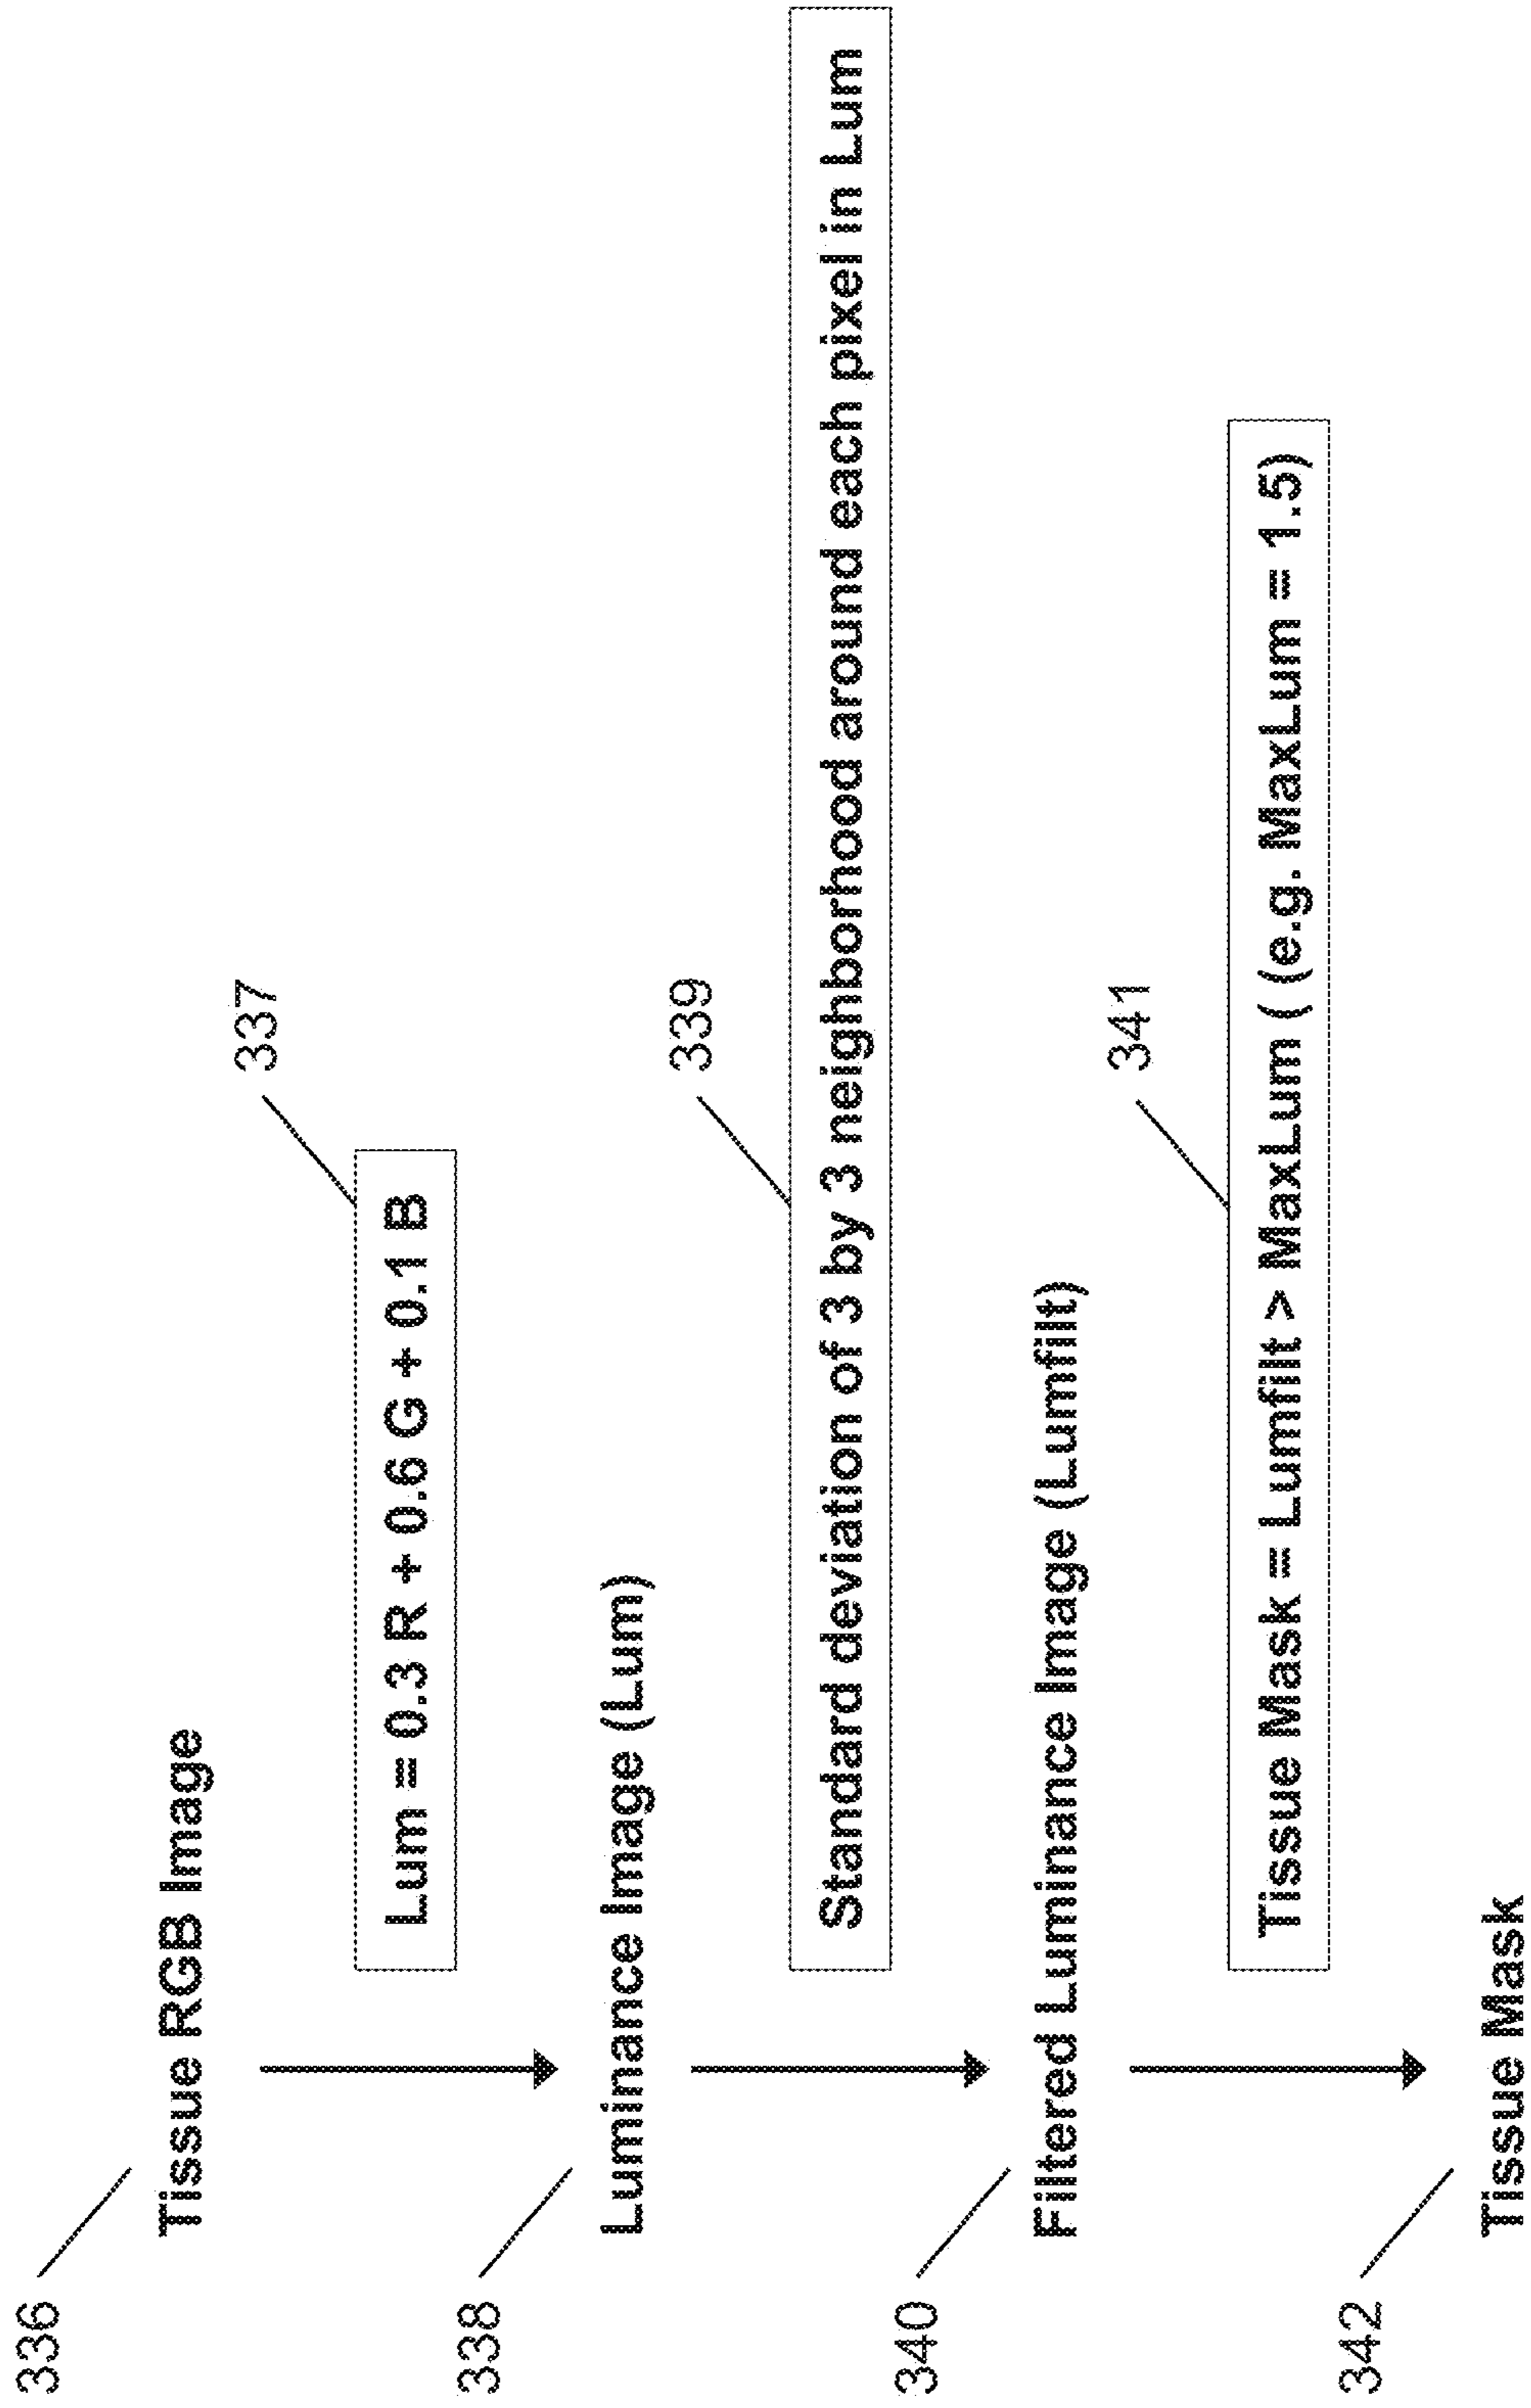 336
Tissue RGB Image
337
Lum = 0.3 R + 0.6 G + 0.1 B
338
Luminance Image (Lum)
339
Standard deviation of 3 by 3 neighborhood around each pixel in Lum
340
Filtered Luminance Image (Lumfilt)
341
Tissue Mask = Lumfilt > MaxLum ( (e.g. MaxLum = 1.5)
342
Tissue Mask